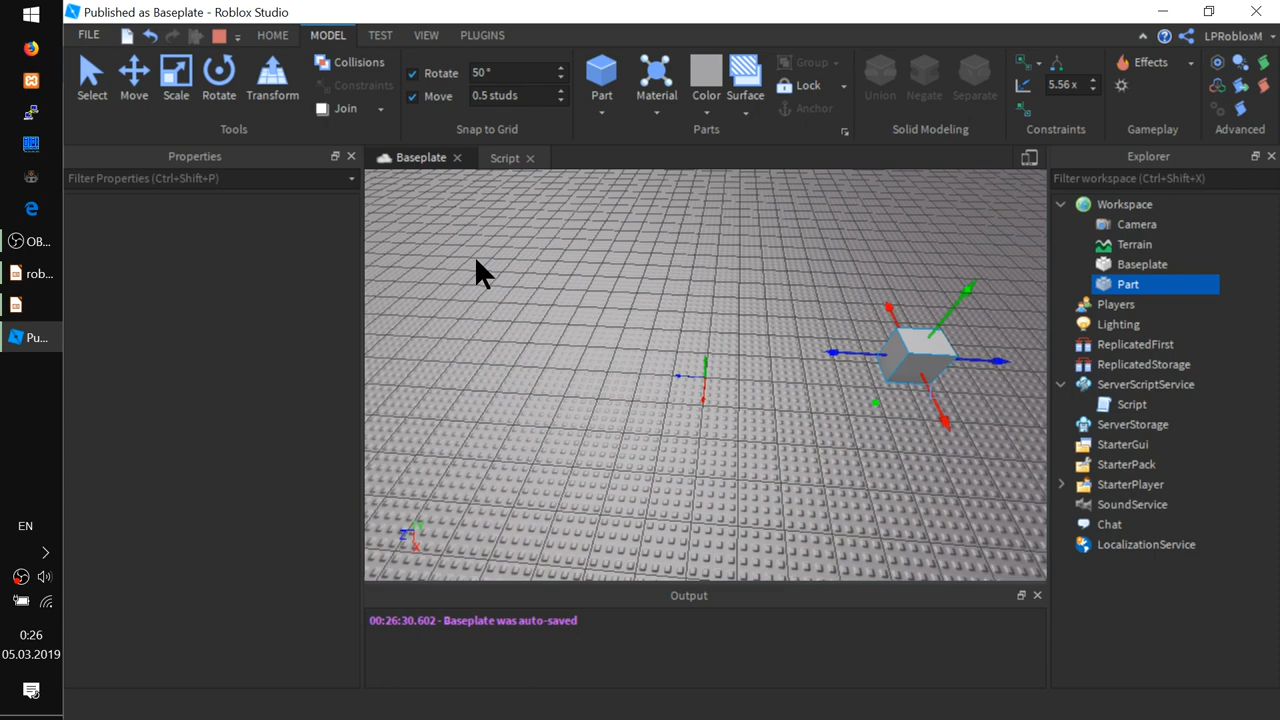 Published as Baseplate - Roblox Studio
FILE HOME MODEL TEST VIEW PLUGINS LPRobloxM
Select Move Scale Rotate Transform
Collisions
Constraints
Join
Tools
Rotate 50°
Move 0.5 studs
Snap to Grid
Part Material Color Surface
Group
Lock
Anchor
Parts
Union Negate Separate
Solid Modeling
5.56 x
Constraints
Effects
Gameplay
Advanced
Properties
Filter Properties (Ctrl+Shift+P)
Baseplate Script
Explorer
Filter workspace (Ctrl+Shift+X)
Workspace
Camera
Terrain
Baseplate
Part
Players
Lighting
ReplicatedFirst
ReplicatedStorage
ServerScriptService
Script
ServerStorage
StarterGui
StarterPack
StarterPlayer
SoundService
Chat
LocalizationService
Z X
Output
00:26:30.602 - Baseplate was auto-saved
OB...
rob...
Pu...
EN
0:26
05.03.2019